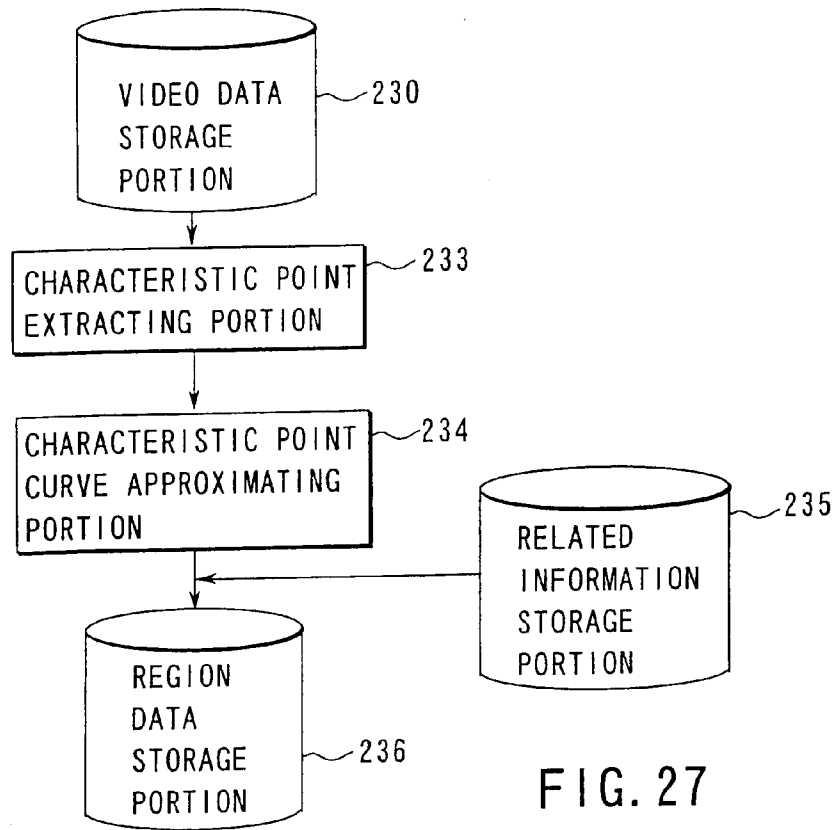 VIDEO DATA
STORAGE
PORTION
230
CHARACTERISTIC POINT
EXTRACTING PORTION
233
CHARACTERISTIC POINT
CURVE APPROXIMATING
PORTION
234
RELATED
INFORMATION
STORAGE
PORTION
235
REGION
DATA
STORAGE
PORTION
236
FIG. 27